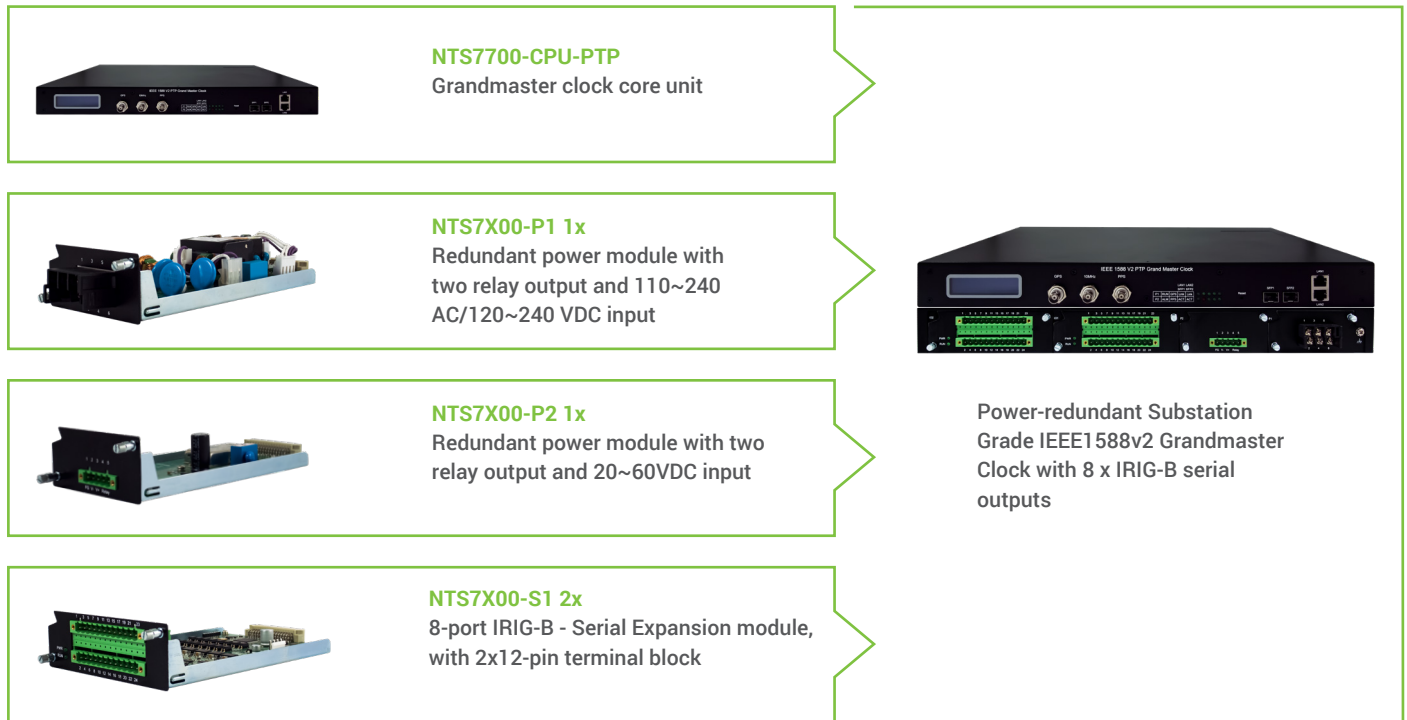 NTS7700-CPU-PTP
Grandmaster clock core unit
NTS7X00-P1 1x
Redundant power module with
two relay output and 110~240
AC/120~240 VDC input
NTS7X00-P2 1x
Redundant power module with two
relay output and 20~60VDC input
NTS7X00-S1 2x
8-port IRIG-B - Serial Expansion module,
with 2x12-pin terminal block
IEEE 1588 V2 PTP Grand Master Clock
GPS 10MHz PPS
Power-redundant Substation
Grade IEEE1588v2 Grandmaster
Clock with 8 x IRIG-B serial
outputs